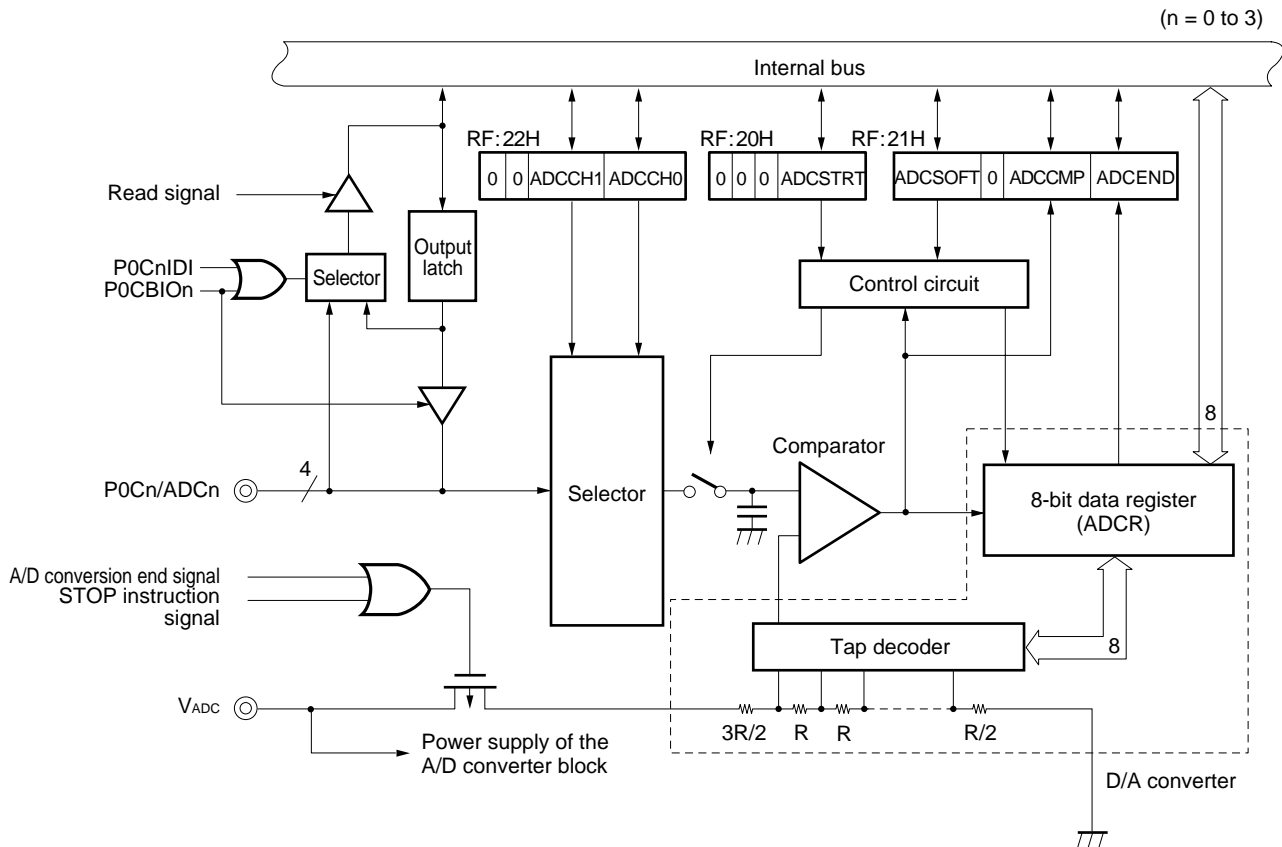 (n = 0 to 3)
Internal bus
RF:22H
0 0 ADCCH1 ADCCH0
RF:20H
0 0 0 ADCSTRT
RF:21H
ADCSOFT 0 ADCCMP ADCEND
Read signal
Output
latch
P0CnIDI
P0CBIOn
Selector
Control circuit
8
Comparator
P0Cn/ADCn
4
Selector
8-bit data register
(ADCR)
A/D conversion end signal
STOP instruction
signal
Tap decoder
8
VADC
3R/2
R
R
R/2
Power supply of the
A/D converter block
D/A converter